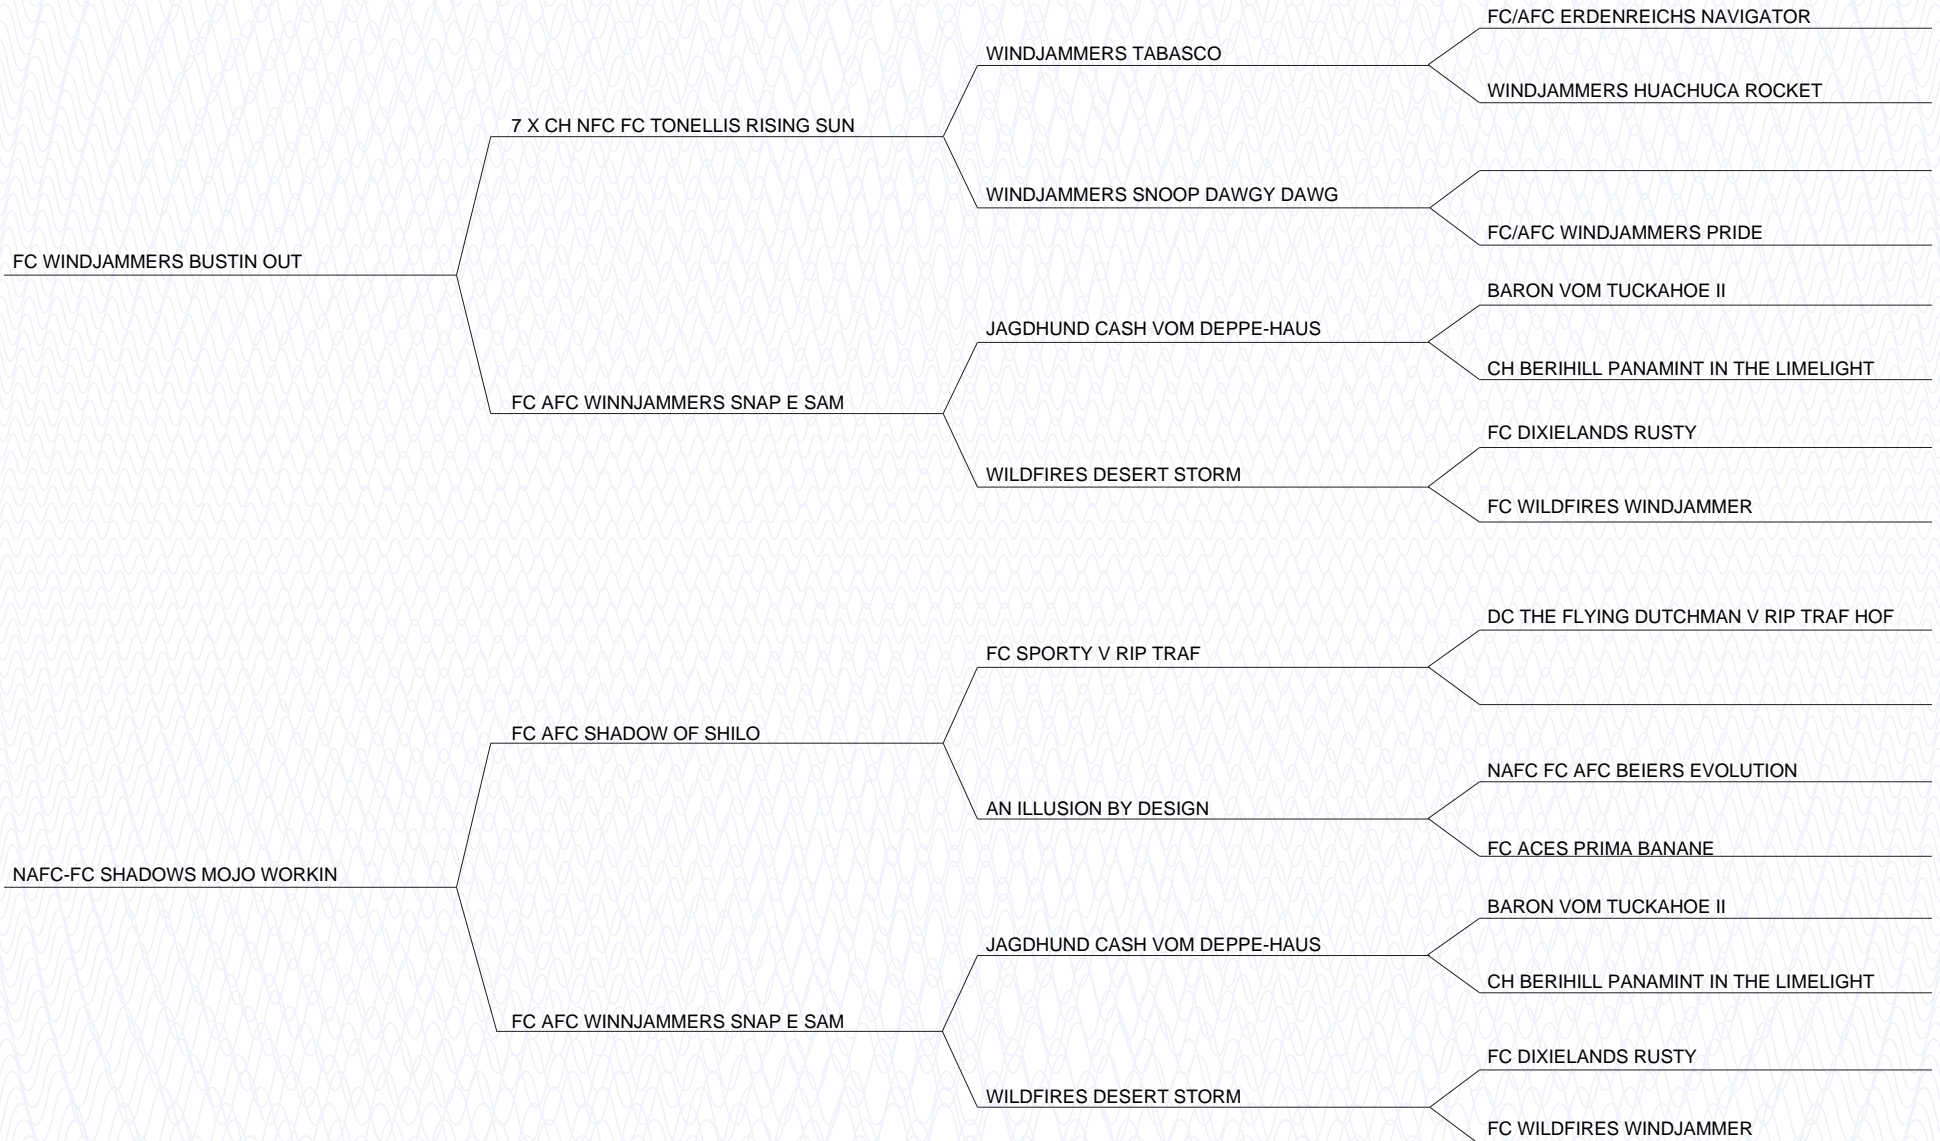 FC/AFC ERDENREICHS NAVIGATOR
WINDJAMMERS TABASCO
WINDJAMMERS HUACHUCA ROCKET
7 X CH NFC FC TONELLIS RISING SUN
WINDJAMMERS SNOOP DAWGY DAWG
FC/AFC WINDJAMMERS PRIDE
FC WINDJAMMERS BUSTIN OUT
BARON VOM TUCKAHOE II
JAGDHUND CASH VOM DEPPE-HAUS
CH BERIHILL PANAMINT IN THE LIMELIGHT
FC AFC WINNJAMMERS SNAP E SAM
FC DIXIELANDS RUSTY
WILDFIRES DESERT STORM
FC WILDFIRES WINDJAMMER
DC THE FLYING DUTCHMAN V RIP TRAF HOF
FC SPORTY V RIP TRAF
FC AFC SHADOW OF SHILO
NAFC FC AFC BEIERS EVOLUTION
AN ILLUSION BY DESIGN
FC ACES PRIMA BANANE
NAFC-FC SHADOWS MOJO WORKIN
BARON VOM TUCKAHOE II
JAGDHUND CASH VOM DEPPE-HAUS
CH BERIHILL PANAMINT IN THE LIMELIGHT
FC AFC WINNJAMMERS SNAP E SAM
FC DIXIELANDS RUSTY
WILDFIRES DESERT STORM
FC WILDFIRES WINDJAMMER